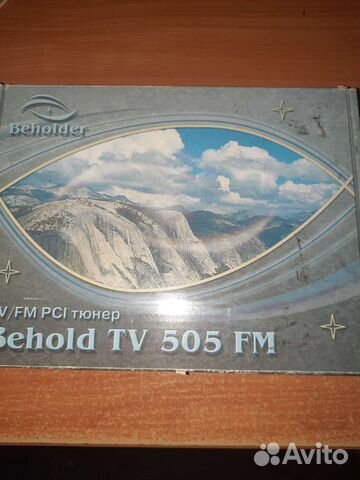 Beholder
V/FM PCI тюнер
Behold TV 505 FM
Avito